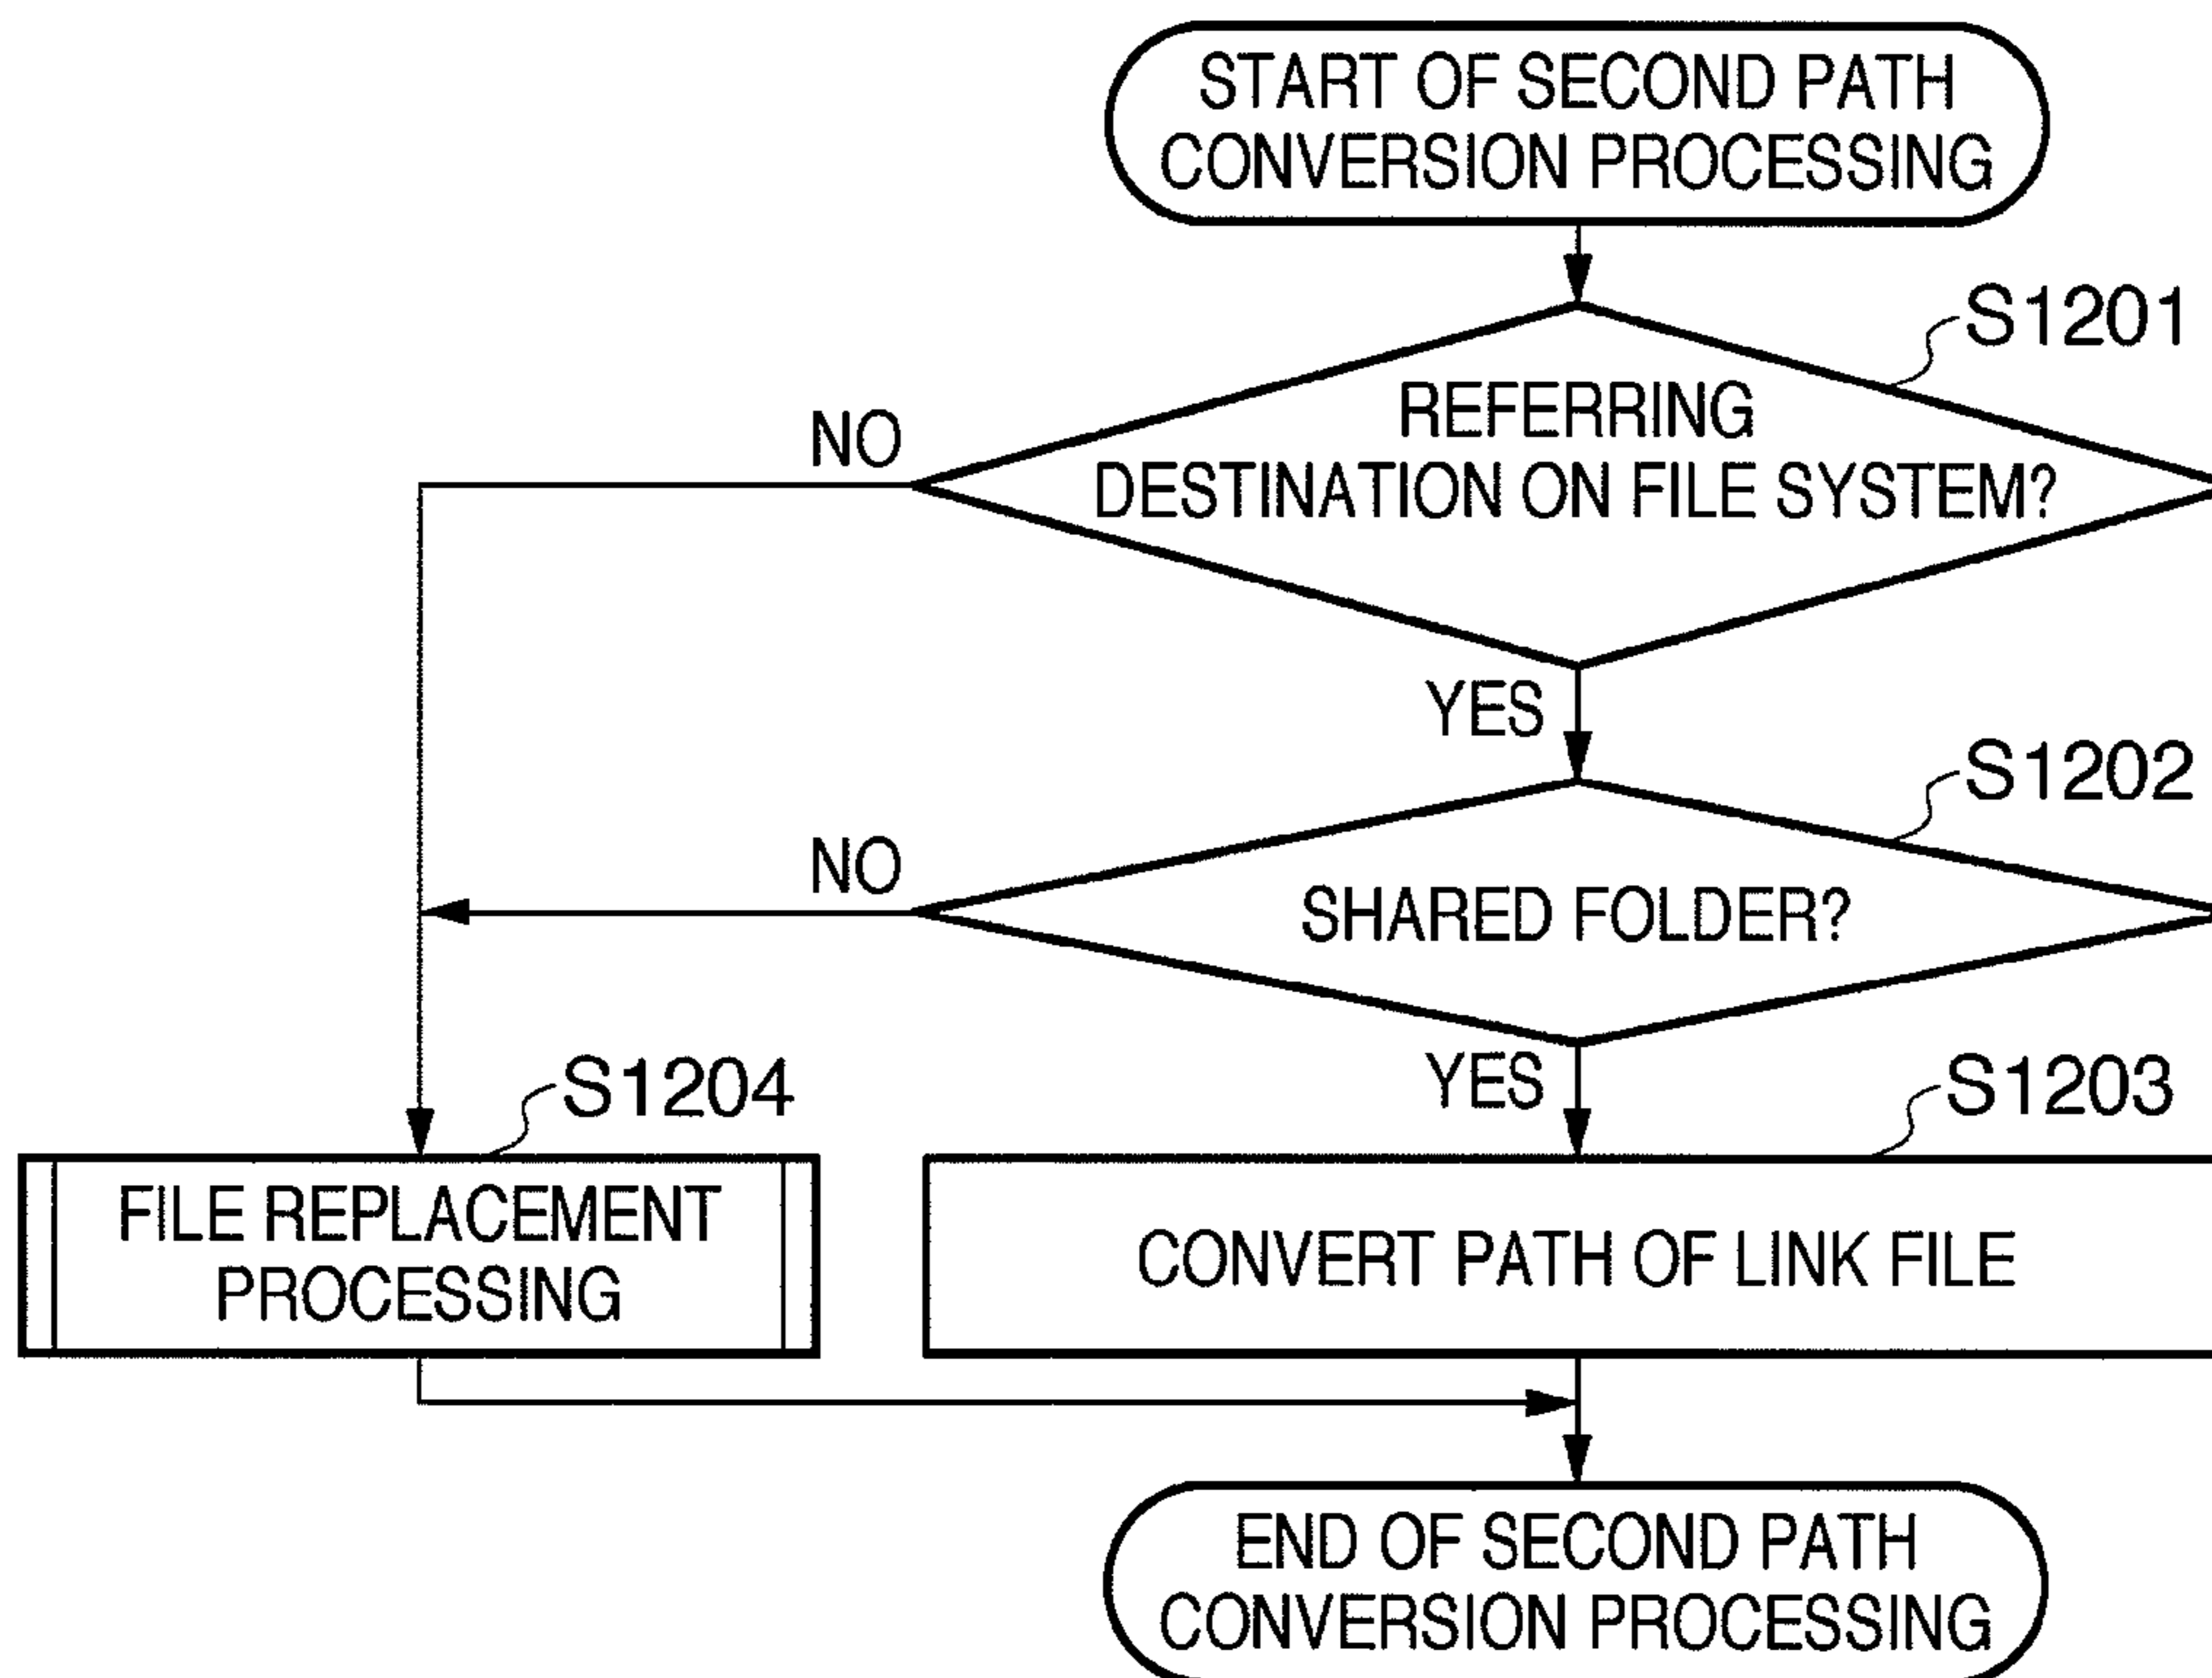 START OF SECOND PATH
CONVERSION PROCESSING
S1201
REFERRING
DESTINATION ON FILE SYSTEM?
NO
YES
S1202
NO
SHARED FOLDER?
YES
S1204
S1203
FILE REPLACEMENT
PROCESSING
CONVERT PATH OF LINK FILE
END OF SECOND PATH
CONVERSION PROCESSING